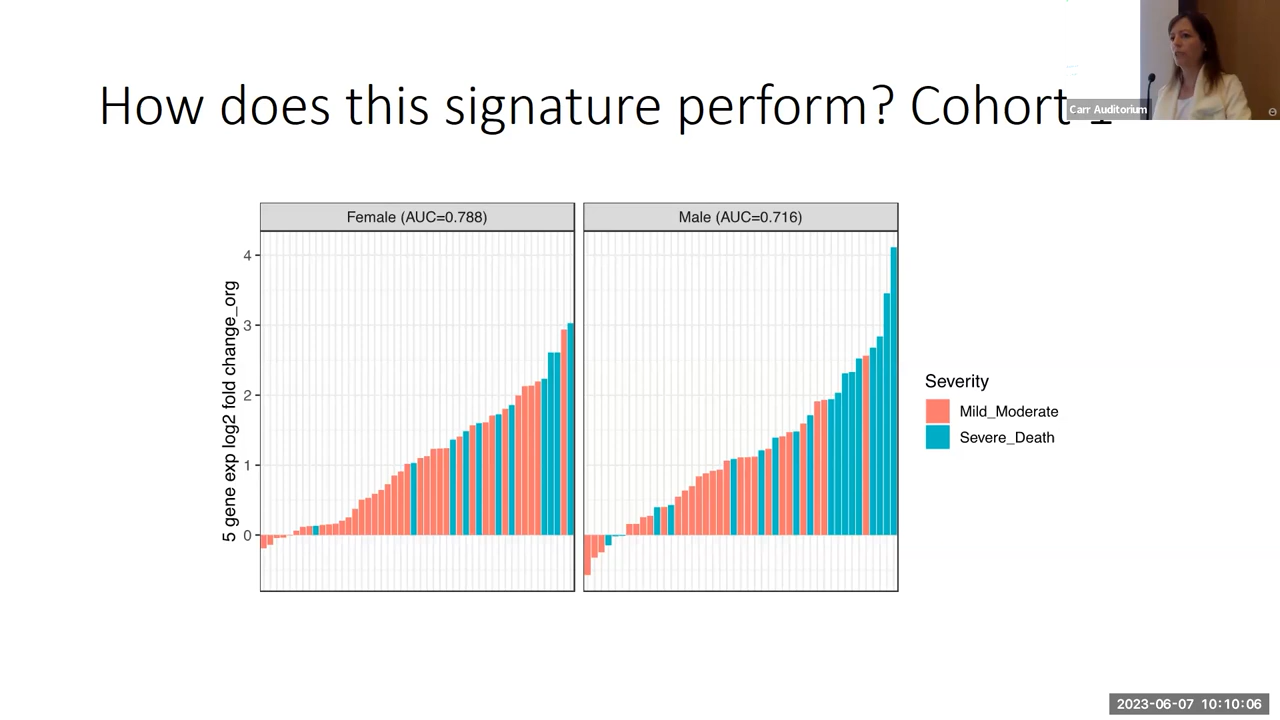 How does this signature perform? Cohort
Carr Auditorium
Female (AUC=0.788)
Male (AUC=0.716)
5 gene exp log2 fold change_org
4
3
2
1
0
Severity
Mild_Moderate
Severe_Death
2023-06-07 10:10:06